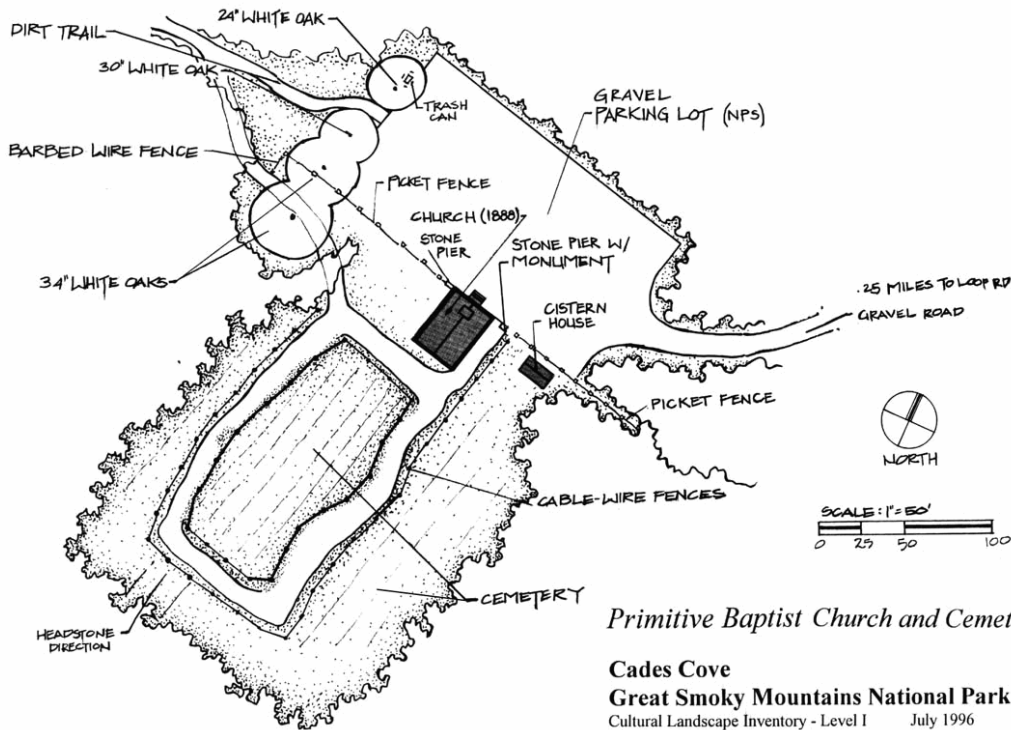 24" WHITE OAK
DIRT TRAIL
30" WHITE OAK
TRASH
CAN
GRAVEL
PARKING LOT (NPS)
BARBED WIRE FENCE
PICKET FENCE
CHURCH (1888)
STONE
PIER
STONE PIER W/
MONUMENT
34" WHITE OAKS
CISTERN
HOUSE
.25 MILES TO LOOP RD
GRAVEL ROAD
PICKET FENCE
NORTH
CABLE-WIRE FENCES
SCALE: 1"=50'
0 25 50 100
CEMETERY
HEADSTONE
DIRECTION
Primitive Baptist Church and Cemet
Cades Cove
Great Smoky Mountains National Park
Cultural Landscape Inventory - Level I July 1996